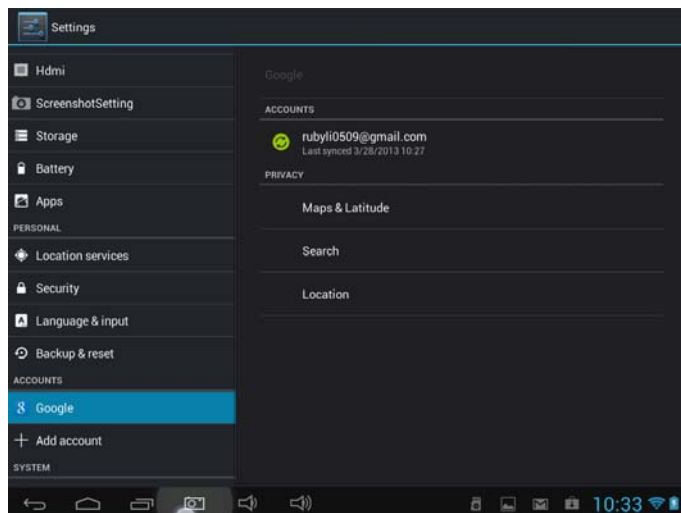 Settings
Hdmi
ScreenshotSetting
Storage
Battery
Apps
PERSONAL
Location services
Security
Language & input
Backup & reset
ACCOUNTS
Google
Add account
SYSTEM
Google
ACCOUNTS
rubyli0509@gmail.com
Last synced 3/28/2013 10:27
PRIVACY
Maps & Latitude
Search
Location
10:33